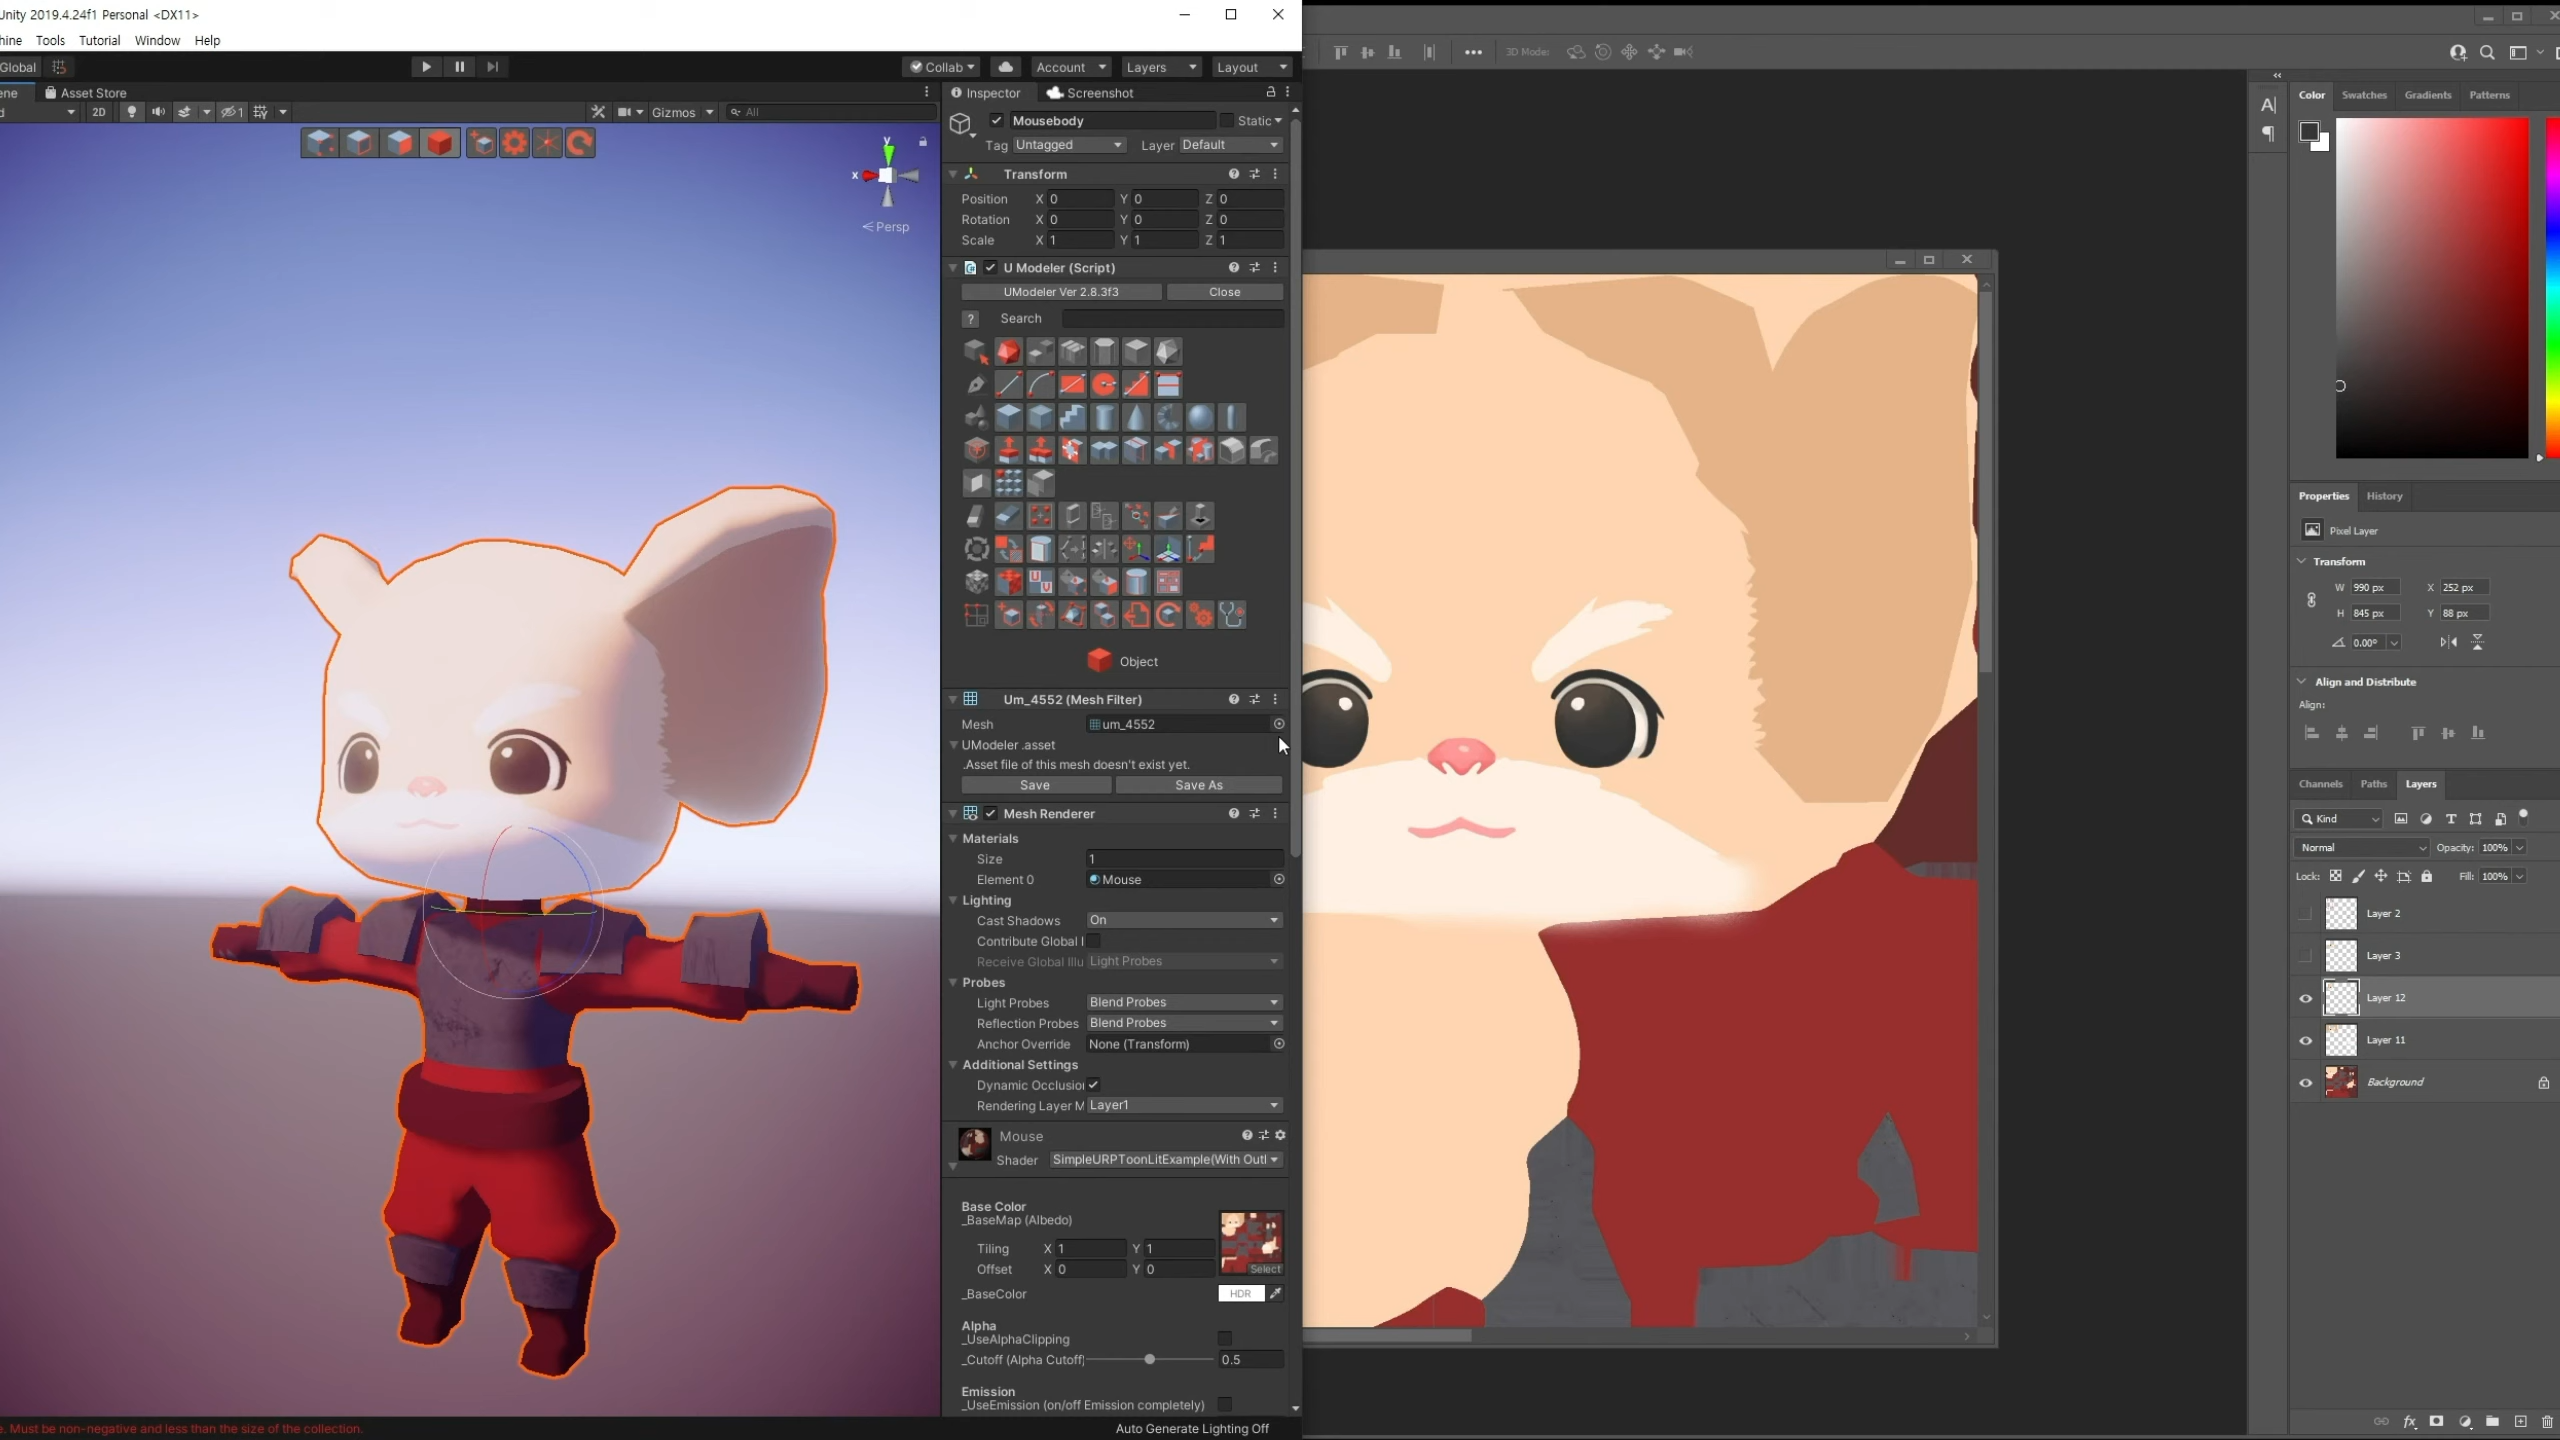 Unity 2019.4.24f1 Personal <DX11>
Tools Tutorial Window Help
Global
Collab Account Layers Layout
Asset Store
2D
1
Gizmos
All
y
x
Persp
Inspector Screenshot
Mousebody Static
Tag Untagged Layer Default
Transform
Position X 0 Y 0 Z 0
Rotation X 0 Y 0 Z 0
Scale X 1 Y 1 Z 1
U Modeler (Script)
UModeler Ver 2.8.3f3 Close
? Search
Object
Um_4552 (Mesh Filter)
Mesh um_4552
UModeler .asset
.Asset file of this mesh doesn't exist yet.
Save Save As
Mesh Renderer
Materials
Size 1
Element 0 Mouse
Lighting
Cast Shadows On
Contribute Global I
Receive Global Illu Light Probes
Probes
Light Probes Blend Probes
Reflection Probes Blend Probes
Anchor Override None (Transform)
Additional Settings
Dynamic Occlusion
Rendering Layer M Layer1
Mouse
Shader SimpleURPToonLitExample(With Outl
Base Color
_BaseMap (Albedo)
Tiling X 1 Y 1
Offset X 0 Y 0
Select
_BaseColor HDR
Alpha
_UseAlphaClipping
_Cutoff (Alpha Cutoff) 0.5
Emission
_UseEmission (on/off Emission completely)
. Must be non-negative and less than the size of the collection.
Auto Generate Lighting Off
3D Mode:
Color Swatches Gradients Patterns
Properties History
Pixel Layer
Transform
W 990 px X 252 px
H 845 px Y 88 px
0.00°
Align and Distribute
Align:
Channels Paths Layers
Kind
Normal Opacity: 100%
Lock: Fill: 100%
Layer 2
Layer 3
Layer 12
Layer 11
Background
fx